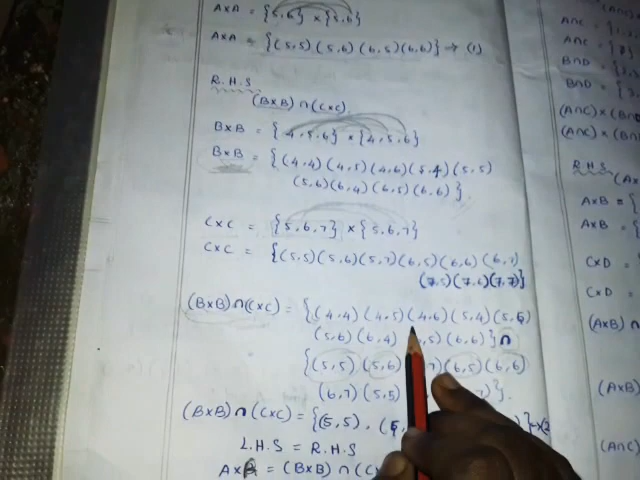 A×A = {5,6} × {5,6}
A×A = {(5,5) (5,6) (6,5) (6,6)} → (1)
R.H.S
(B×B) ∩ (C×C)
B×B = {4,5,6} × {4,5,6}
B×B = {(4,4) (4,5) (4,6) (5,4) (5,5)
(5,6) (6,4) (6,5) (6,6)}
C×C = {5,6,7} × {5,6,7}
C×C = {(5,5) (5,6) (5,7) (6,5) (6,6) (6,7)
(7,5) (7,6) (7,7)}
(B×B) ∩ (C×C) = {(4,4) (4,5) (4,6) (5,4) (5,5)
(5,6) (6,4) ,5) (6,6)} ∩
{(5,5) (5,6) 7) (6,5) (6,6)
(6,7) (5,5) 7)}.
(B×B) ∩ (C×C) = {(5,5), (5, )} →(2
L.H.S = R.H.S
A×A = (B×B) ∩ (C×
(A∩
A∩C =
A∩C = {
B∩D =
B∩D = {
(A∩C)×(B∩
(A∩C)×(
R.H.S
(A×
A×B = {
A×B =
C×D =
C×D =
(A×B) ∩
(A×B)
(A∩C)